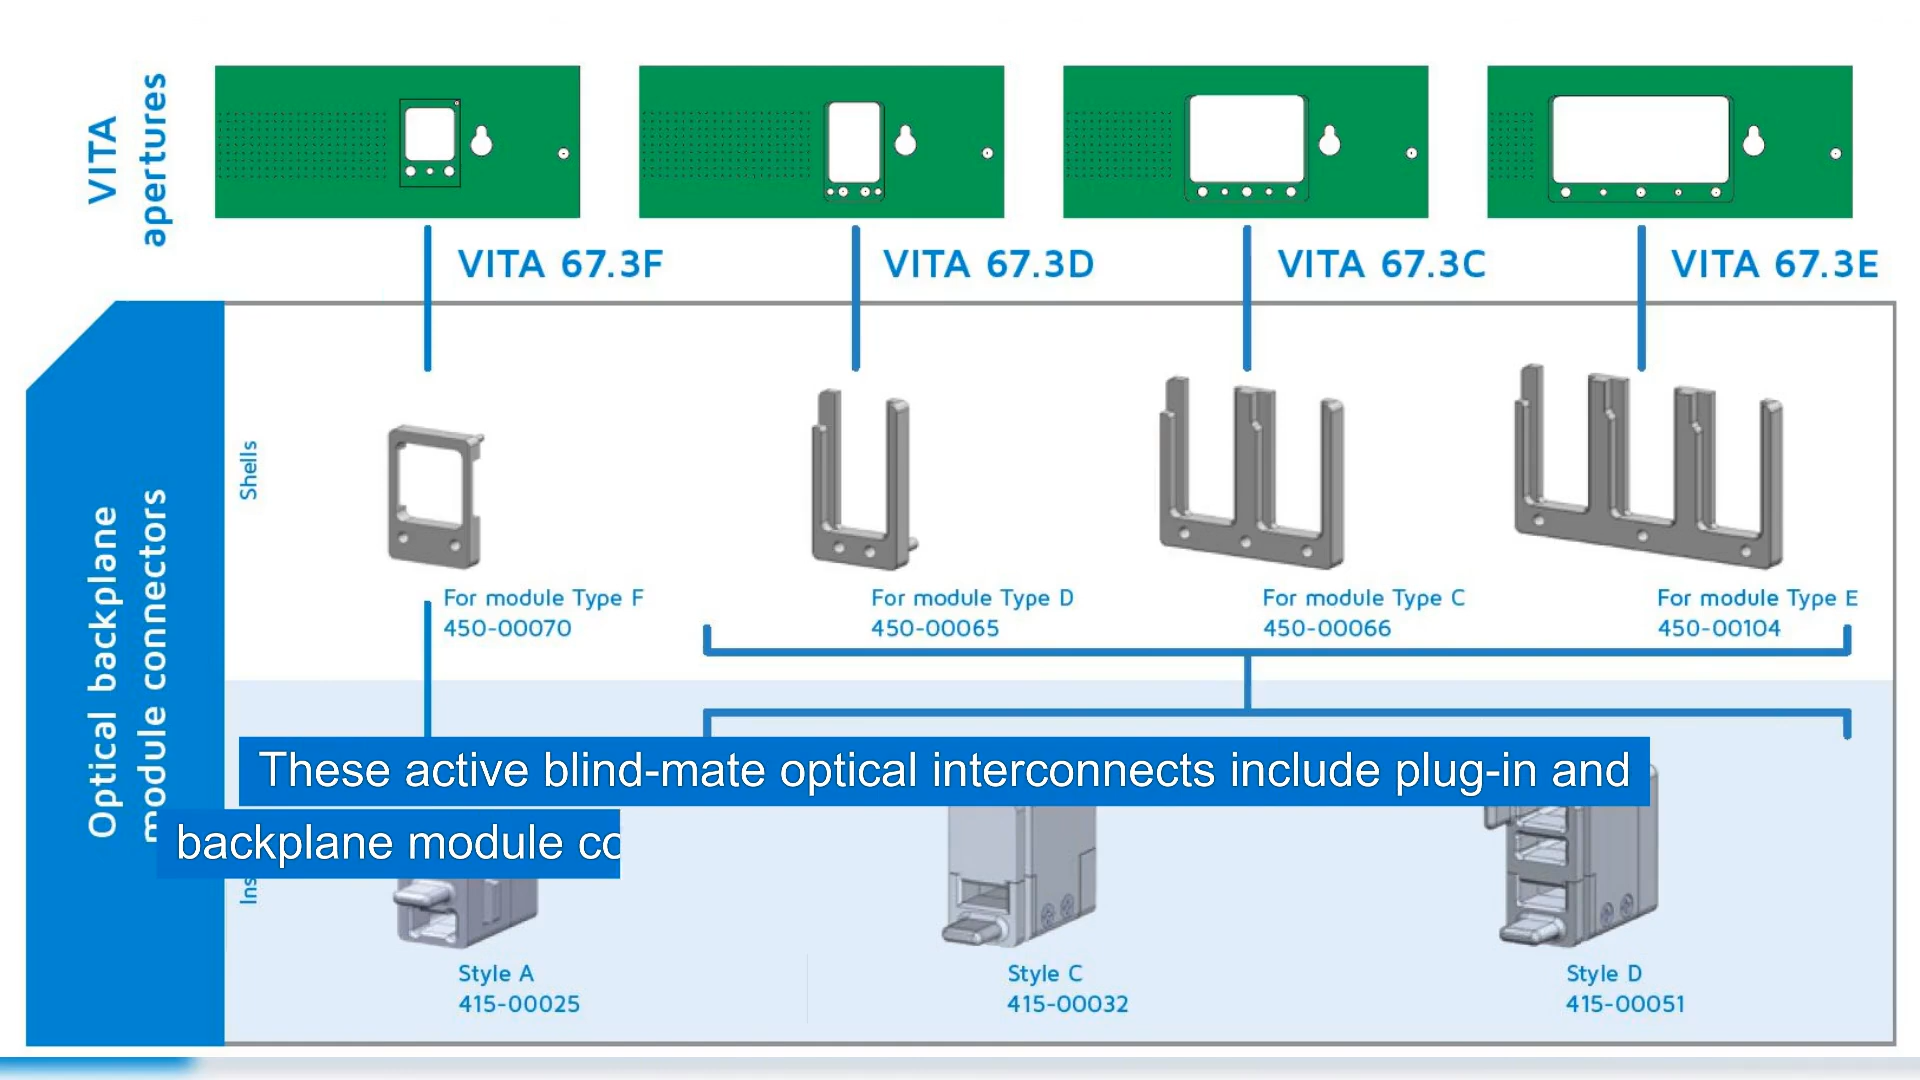 VITA
apertures
VITA 67.3F
VITA 67.3D
VITA 67.3C
VITA 67.3E
Optical backplane
module connectors
Shells
For module Type F
450-00070
For module Type D
450-00065
For module Type C
450-00066
For module Type E
450-00104
These active blind-mate optical interconnects include plug-in and
backplane module
Style A
415-00025
Style C
415-00032
Style D
415-00051